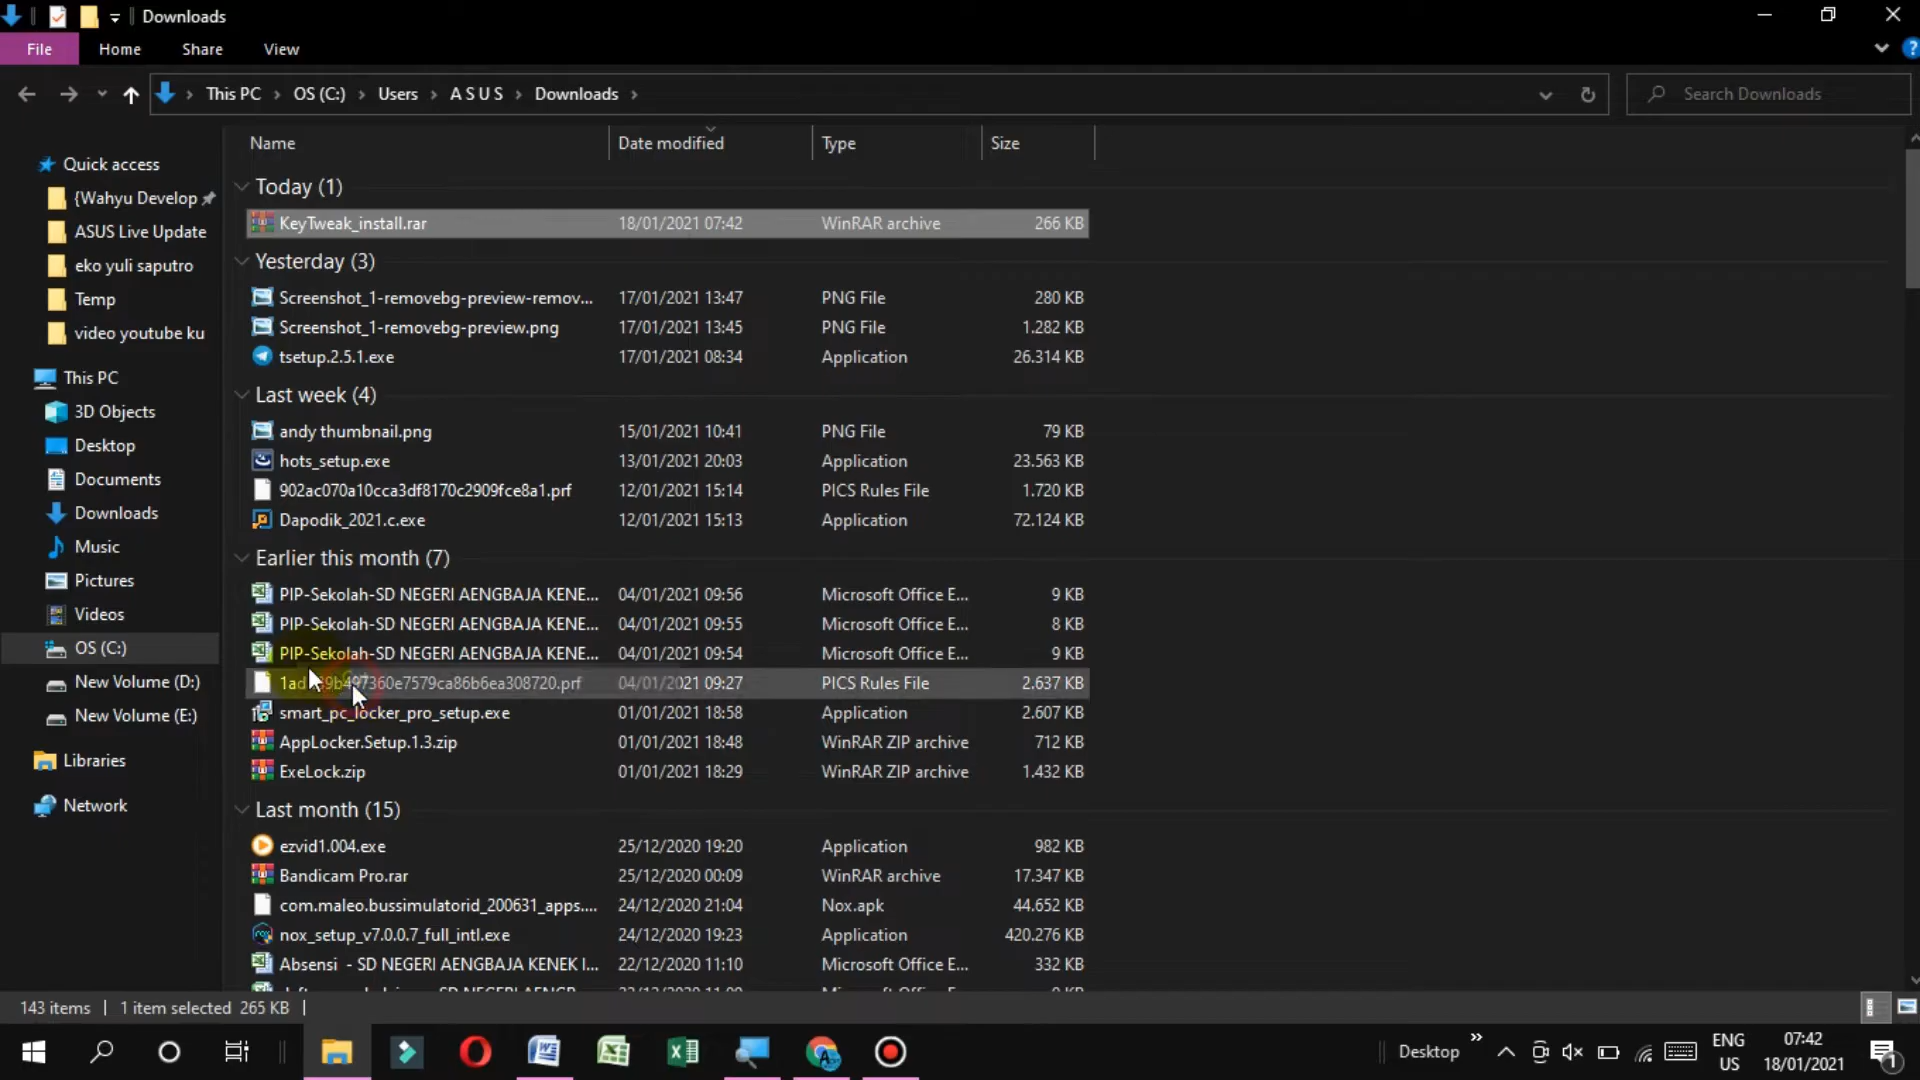 Downloads
File Home Share View
This PC OS (C:) Users A S U S Downloads
Search Downloads
Name Date modified Type Size
Quick access
{Wahyu Develop
ASUS Live Update
eko yuli saputro
Temp
video youtube ku
This PC
3D Objects
Desktop
Documents
Downloads
Music
Pictures
Videos
OS (C:)
New Volume (D:)
New Volume (E:)
Libraries
Network
Today (1)
KeyTweak_install.rar 18/01/2021 07:42 WinRAR archive 266 KB
Yesterday (3)
Screenshot_1-removebg-preview-remov... 17/01/2021 13:47 PNG File 280 KB
Screenshot_1-removebg-preview.png 17/01/2021 13:45 PNG File 1.282 KB
tsetup.2.5.1.exe 17/01/2021 08:34 Application 26.314 KB
Last week (4)
andy thumbnail.png 15/01/2021 10:41 PNG File 79 KB
hots_setup.exe 13/01/2021 20:03 Application 23.563 KB
902ac070a10cca3df8170c2909fce8a1.prf 12/01/2021 15:14 PICS Rules File 1.720 KB
Dapodik_2021.c.exe 12/01/2021 15:13 Application 72.124 KB
Earlier this month (7)
PIP-Sekolah-SD NEGERI AENGBAJA KENE... 04/01/2021 09:56 Microsoft Office E... 9 KB
PIP-Sekolah-SD NEGERI AENGBAJA KENE... 04/01/2021 09:55 Microsoft Office E... 8 KB
PIP-Sekolah-SD NEGERI AENGBAJA KENE... 04/01/2021 09:54 Microsoft Office E... 9 KB
04/01/2021 09:27 PICS Rules File 2.637 KB
smart_pc_locker_pro_setup.exe 01/01/2021 18:58 Application 2.607 KB
AppLocker.Setup.1.3.zip 01/01/2021 18:48 WinRAR ZIP archive 712 KB
ExeLock.zip 01/01/2021 18:29 WinRAR ZIP archive 1.432 KB
Last month (15)
ezvid1.004.exe 25/12/2020 19:20 Application 982 KB
Bandicam Pro.rar 25/12/2020 00:09 WinRAR archive 17.347 KB
com.maleo.bussimulatorid_200631_apps.... 24/12/2020 21:04 Nox.apk 44.652 KB
nox_setup_v7.0.0.7_full_intl.exe 24/12/2020 19:23 Application 420.276 KB
Absensi - SD NEGERI AENGBAJA KENEK I... 22/12/2020 11:10 Microsoft Office E... 332 KB
143 items 1 item selected 265 KB
Desktop
ENG
US
07:42
18/01/2021
1